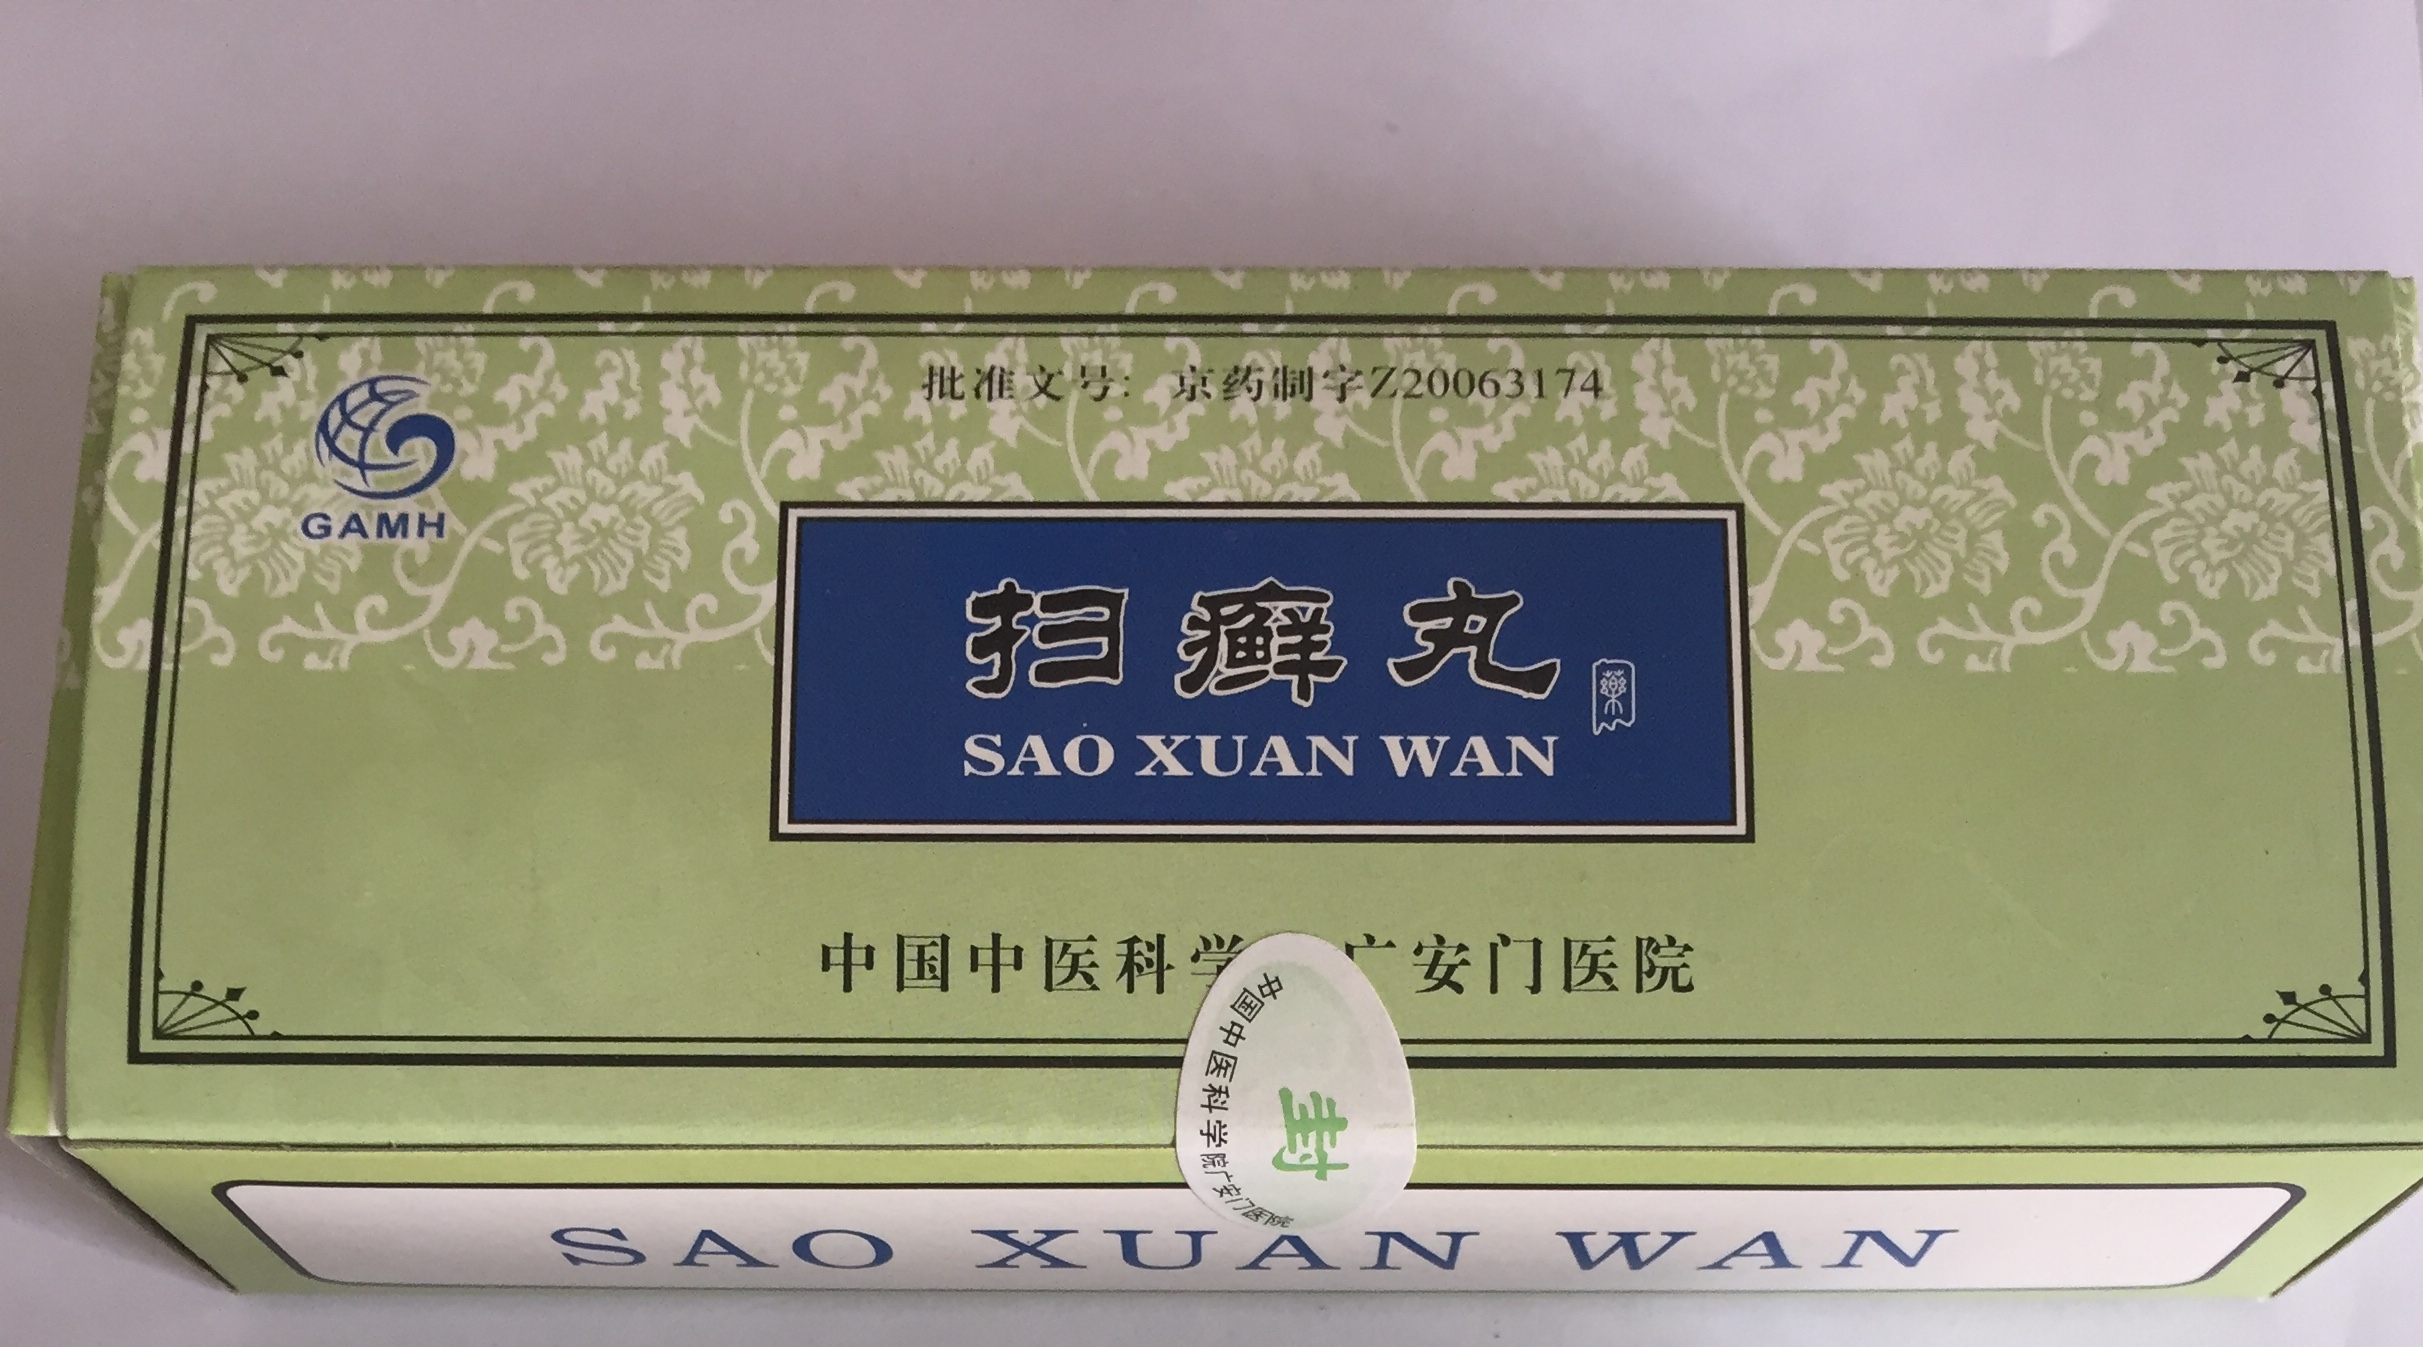 批准文号: 京药制字Z20063174
GAMH
扫癣丸
SAO XUAN WAN
中国中医科学 广安门医院
中国中医科学院广安门医院
封
SAO XUAN WAN